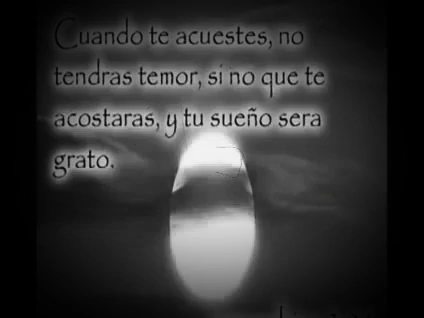 Cuando te acuestes, no
tendras temor, si no que te
acostaras, y tu sueño sera
grato.